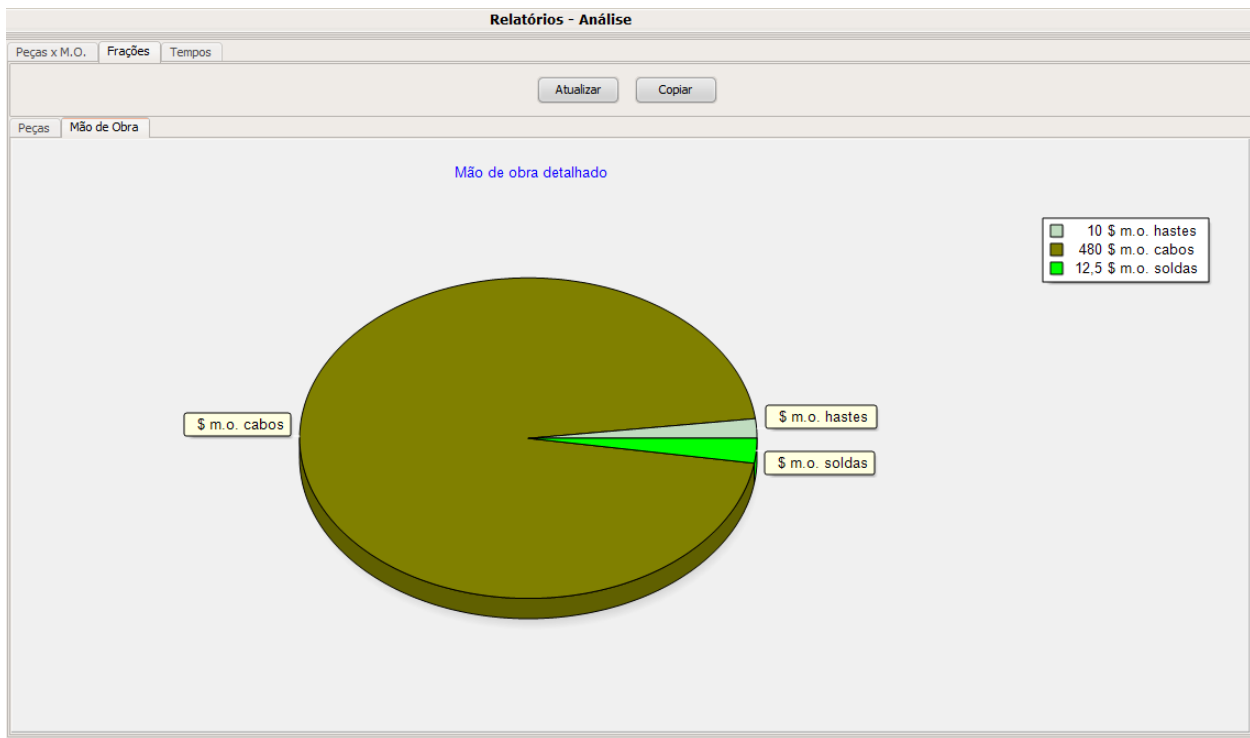 Relatórios - Análise
Peças x M.O. Frações Tempos
Atualizar Copiar
Peças Mão de Obra
Mão de obra detalhado
10 $ m.o. hastes
480 $ m.o. cabos
12,5 $ m.o. soldas
$ m.o. cabos
$ m.o. hastes
$ m.o. soldas